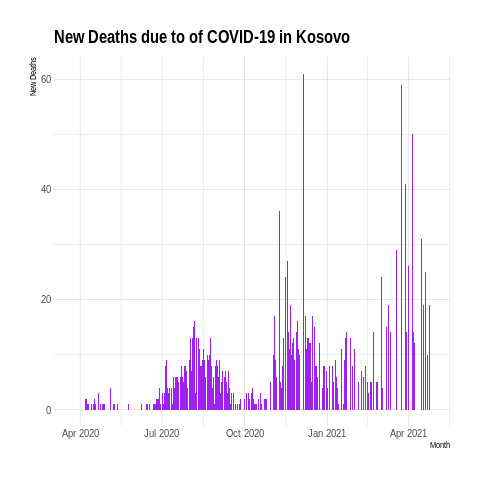 New Deaths due to of COVID-19 in Kosovo
New Deaths
60
40
20
0
Apr 2020 Jul 2020 Oct 2020 Jan 2021 Apr 2021
Month